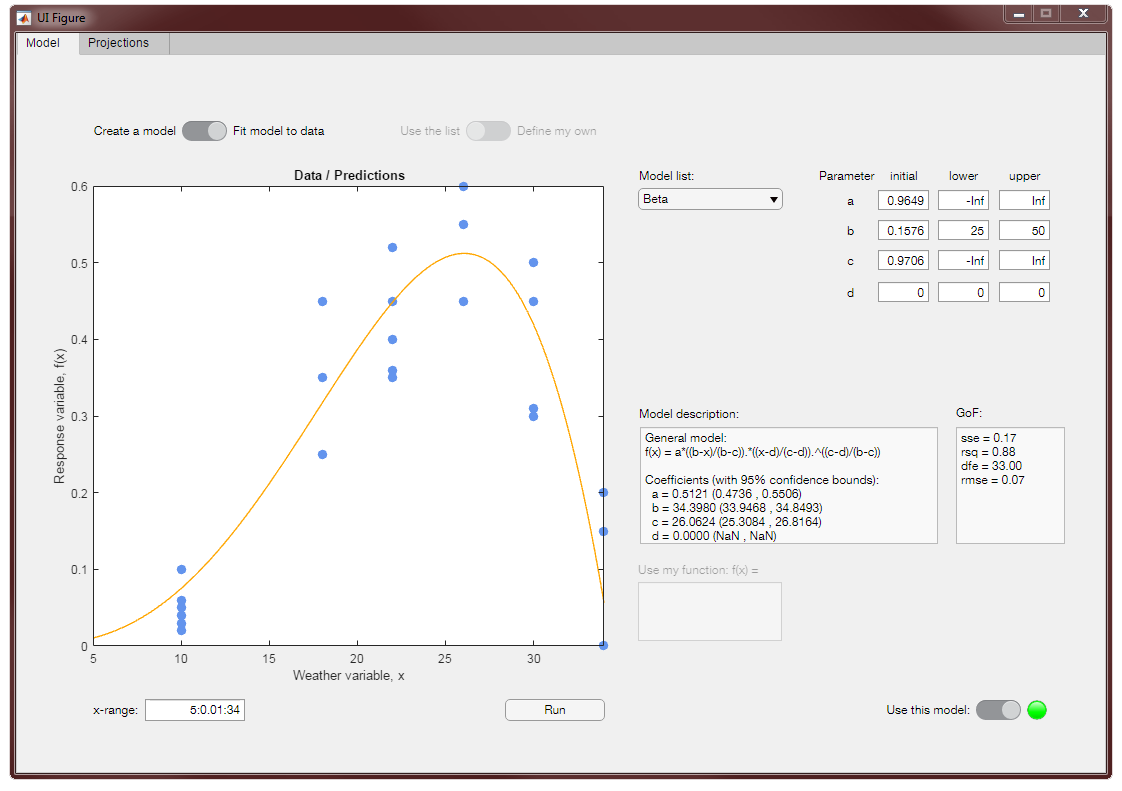 UI Figure
Model Projections
Create a model Fit model to data Use the list Define my own
Data / Predictions
0.6
0.5
0.4
0.3
0.2
0.1
0
Response variable, f(x)
5 10 15 20 25 30
Weather variable, x
x-range: 5:0.01:34 Run
Model list:
Beta
Parameter initial lower upper
a 0.9649 -Inf Inf
b 0.1576 25 50
c 0.9706 -Inf Inf
d 0 0 0
Model description:
General model:
f(x) = a*((b-x)/(b-c)).*((x-d)/(c-d)).^((c-d)/(b-c))
Coefficients (with 95% confidence bounds):
a = 0.5121 (0.4736 , 0.5506)
b = 34.3980 (33.9468 , 34.8493)
c = 26.0624 (25.3084 , 26.8164)
d = 0.0000 (NaN , NaN)
GoF:
sse = 0.17
rsq = 0.88
dfe = 33.00
rmse = 0.07
Use my function: f(x) =
Use this model: